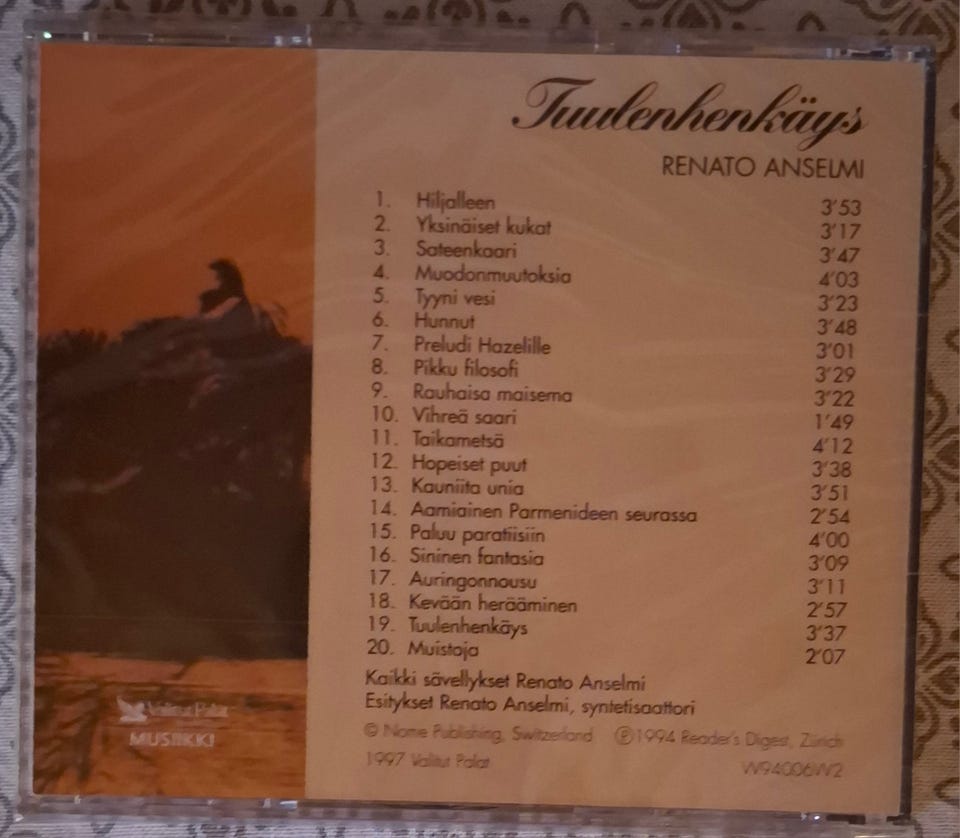 Tuulenhenkäys
RENATO ANSELMI
1. Hiljalleen 3'53
2. Yksinäiset kukat 3'17
3. Sateenkaari 3'47
4. Muodonmuutoksia 4'03
5. Tyyni vesi 3'23
6. Hunnut 3'48
7. Preludi Hazelille 3'01
8. Pikku filosofi 3'29
9. Rauhaisa maisema 3'22
10. Vihreä saari 1'49
11. Taikametsä 4'12
12. Hopeiset puut 3'38
13. Kauniita unia 3'51
14. Aamiainen Parmenideen seurassa 2'54
15. Paluu paratiisiin 4'00
16. Sininen fantasia 3'09
17. Auringonnousu 3'11
18. Kevään herääminen 2'57
19. Tuulenhenkäys 3'37
20. Muistoja 2'07
Kaikki sävellykset Renato Anselmi
Esitykset Renato Anselmi, syntetisaattori
© Nome Publishing, Switzerland ℗1994 Reader's Digest, Zürich
1997 Valitut Palat W94006W2
Valitut Palat
MUSIIKKI